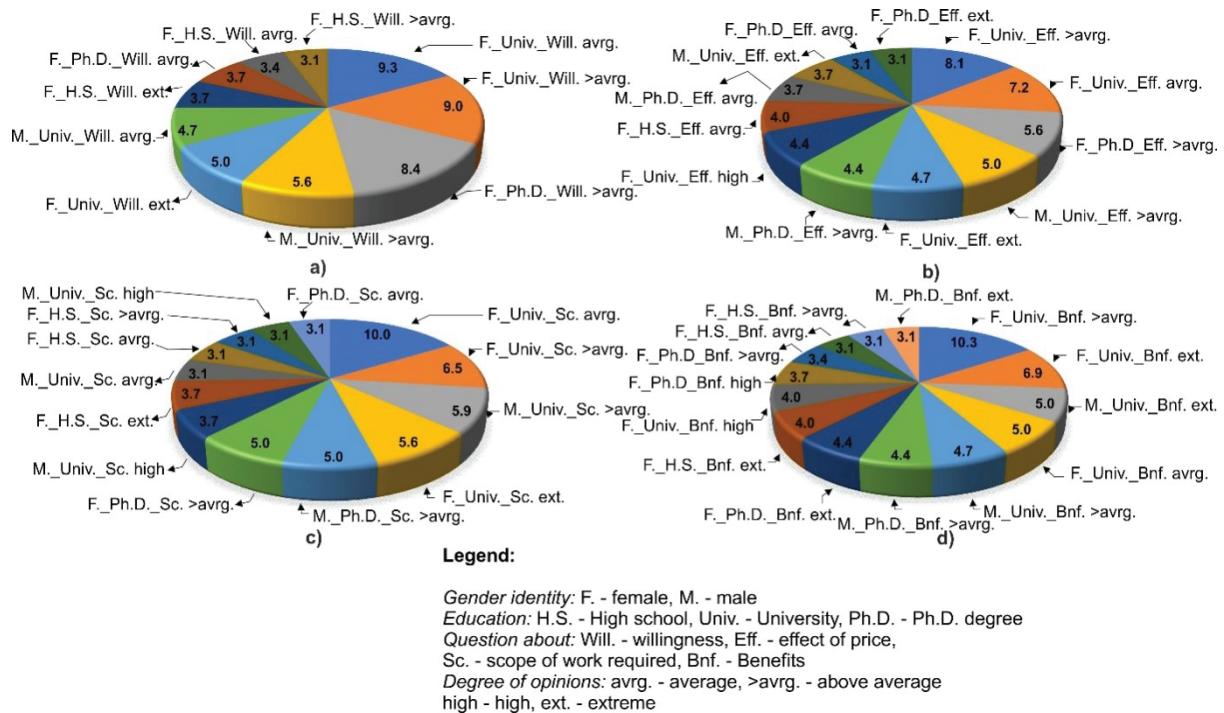 F._H.S._Will. >avrg.
F._H.S._Will. avrg.
F._Univ._Will. avrg.
F._Ph.D._Will. avrg.
F._Univ._Will. >avrg.
F._H.S._Will. ext.
M._Univ._Will. avrg.
F._Univ._Will. ext.
F._Ph.D._Will. >avrg.
M._Univ._Will. >avrg.
3.1
3.4
9.3
3.7
9.0
3.7
4.7
5.0
8.4
5.6
a)
F._Ph.D_Eff. ext.
F._Ph.D_Eff. avrg.
F._Univ._Eff. >avrg.
M._Univ._Eff. ext.
F._Univ._Eff. avrg.
M._Ph.D._Eff. avrg.
F._H.S._Eff. avrg.
F._Ph.D_Eff. >avrg.
F._Univ._Eff. high
M._Univ._Eff. >avrg.
M._Ph.D._Eff. >avrg.
F._Univ._Eff. ext.
3.1
3.1
8.1
3.7
7.2
3.7
4.0
5.6
4.4
5.0
4.4
4.7
b)
M._Univ._Sc. high
F._Ph.D._Sc. avrg.
F._H.S._Sc. >avrg.
F._Univ._Sc. avrg.
F._H.S._Sc. avrg.
F._Univ._Sc. >avrg.
M._Univ._Sc. avrg.
M._Univ._Sc. >avrg.
F._H.S._Sc. ext.
M._Univ._Sc. high
F._Univ._Sc. ext.
F._Ph.D._Sc. >avrg.
M._Ph.D._Sc. >avrg.
3.1
3.1
10.0
3.1
3.1
6.5
3.1
5.9
3.7
3.7
5.6
5.0
5.0
c)
M._Ph.D._Bnf. ext.
F._H.S._Bnf. >avrg.
F._Univ._Bnf. >avrg.
F._H.S._Bnf. avrg.
F._Ph.D_Bnf. >avrg.
F._Univ._Bnf. ext.
F._Ph.D_Bnf. high
M._Univ._Bnf. ext.
F._Univ._Bnf. high
F._H.S._Bnf. ext.
F._Univ._Bnf. avrg.
F._Ph.D._Bnf. ext.
M._Ph.D._Bnf. >avrg.
M._Univ._Bnf. >avrg.
3.1
3.1
10.3
3.1
3.4
6.9
3.7
5.0
4.0
4.0
5.0
4.4
4.4
4.7
d)
Legend:
Gender identity: F. - female, M. - male
Education: H.S. - High school, Univ. - University, Ph.D. - Ph.D. degree
Question about: Will. - willingness, Eff. - effect of price,
Sc. - scope of work required, Bnf. - Benefits
Degree of opinions: avrg. - average, >avrg. - above average
high - high, ext. - extreme